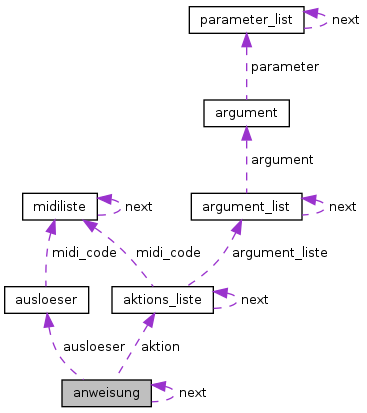 parameter_list
next
parameter
argument
argument
midiliste
next
argument_list
next
midi_code
midi_code
argument_liste
ausloeser
aktions_liste
next
ausloeser
aktion
anweisung
next